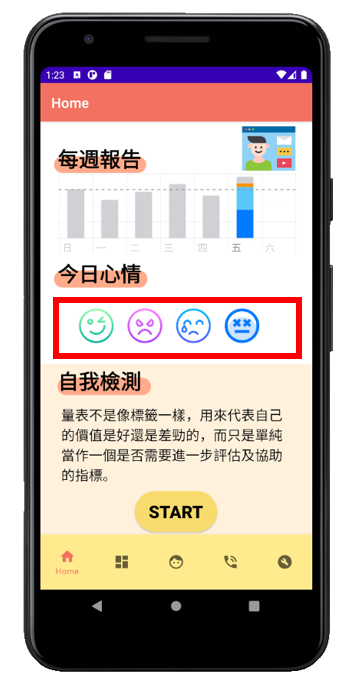 1:23
Home
每週報告
日 一 二 三 四 五 六
今日心情
自我檢測
量表不是像標籤一樣，用來代表自己
的價值是好還是差勁的，而只是單純
當作一個是否需要進一步評估及協助
的指標。
START
Home